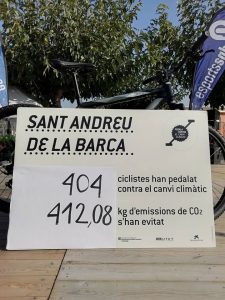 SANT ANDREU
DE LA BARCA
404
ciclistes han pedalat
contra el canvi climàtic
412,08
kg d'emissions de CO2
s'han evitat
esports